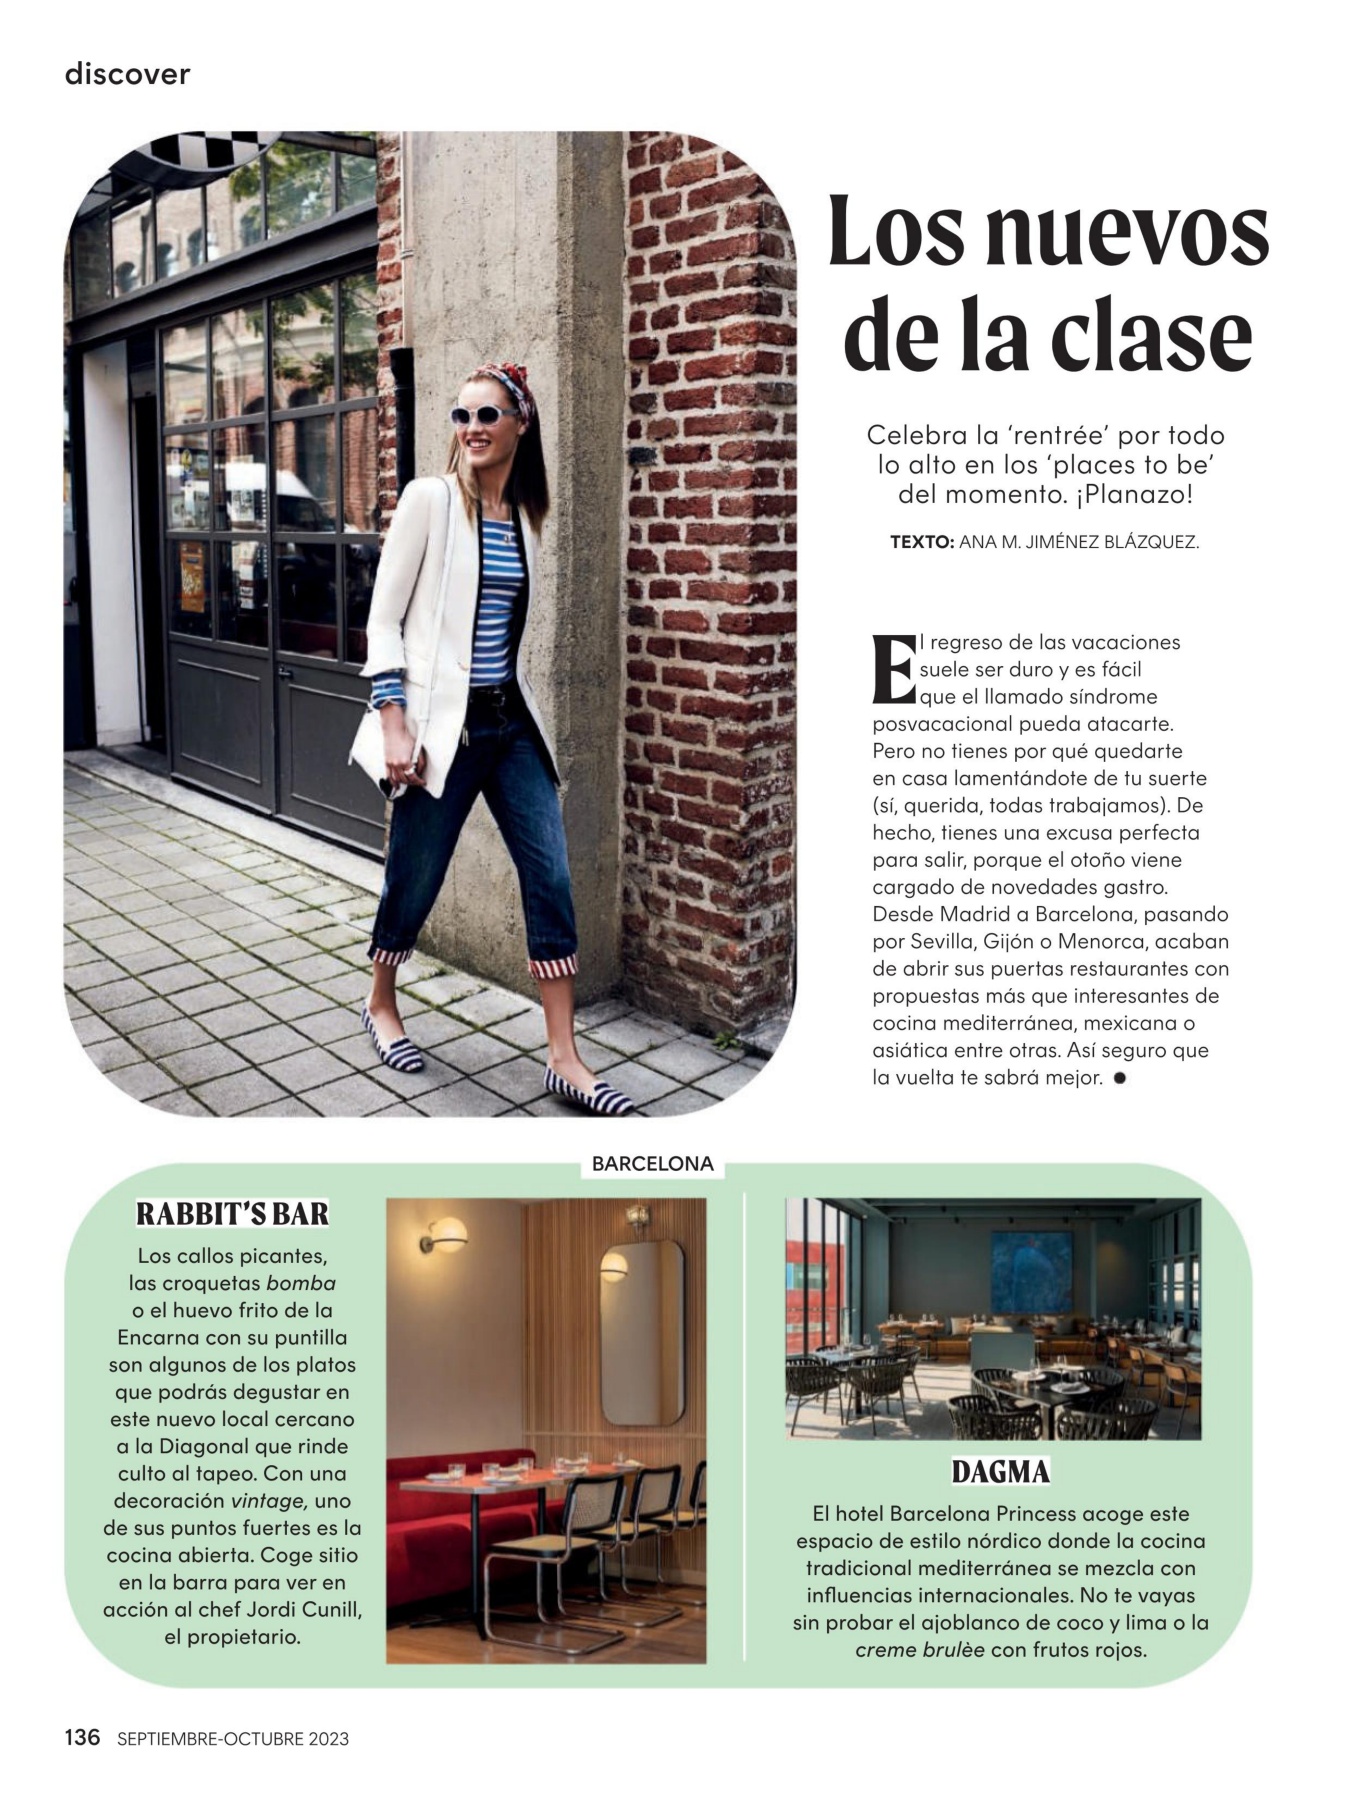 discover
Los nuevos
de la clase
Celebra la ‘rentrée’ por todo
lo alto en los ‘places to be’
del momento. ¡Planazo!
TEXTO: ANA M. JIMÉNEZ BLÁZQUEZ.
El regreso de las vacaciones
suele ser duro y es fácil
que el llamado síndrome
posvacacional pueda atacarte.
Pero no tienes por qué quedarte
en casa lamentándote de tu suerte
(sí, querida, todas trabajamos). De
hecho, tienes una excusa perfecta
para salir, porque el otoño viene
cargado de novedades gastro.
Desde Madrid a Barcelona, pasando
por Sevilla, Gijón o Menorca, acaban
de abrir sus puertas restaurantes con
propuestas más que interesantes de
cocina mediterránea, mexicana o
asiática entre otras. Así seguro que
la vuelta te sabrá mejor. ●
BARCELONA
RABBIT’S BAR
Los callos picantes,
las croquetas bomba
o el huevo frito de la
Encarna con su puntilla
son algunos de los platos
que podrás degustar en
este nuevo local cercano
a la Diagonal que rinde
culto al tapeo. Con una
decoración vintage, uno
de sus puntos fuertes es la
cocina abierta. Coge sitio
en la barra para ver en
acción al chef Jordi Cunill,
el propietario.
DAGMA
El hotel Barcelona Princess acoge este
espacio de estilo nórdico donde la cocina
tradicional mediterránea se mezcla con
influencias internacionales. No te vayas
sin probar el ajoblanco de coco y lima o la
creme brulèe con frutos rojos.
136 SEPTIEMBRE-OCTUBRE 2023